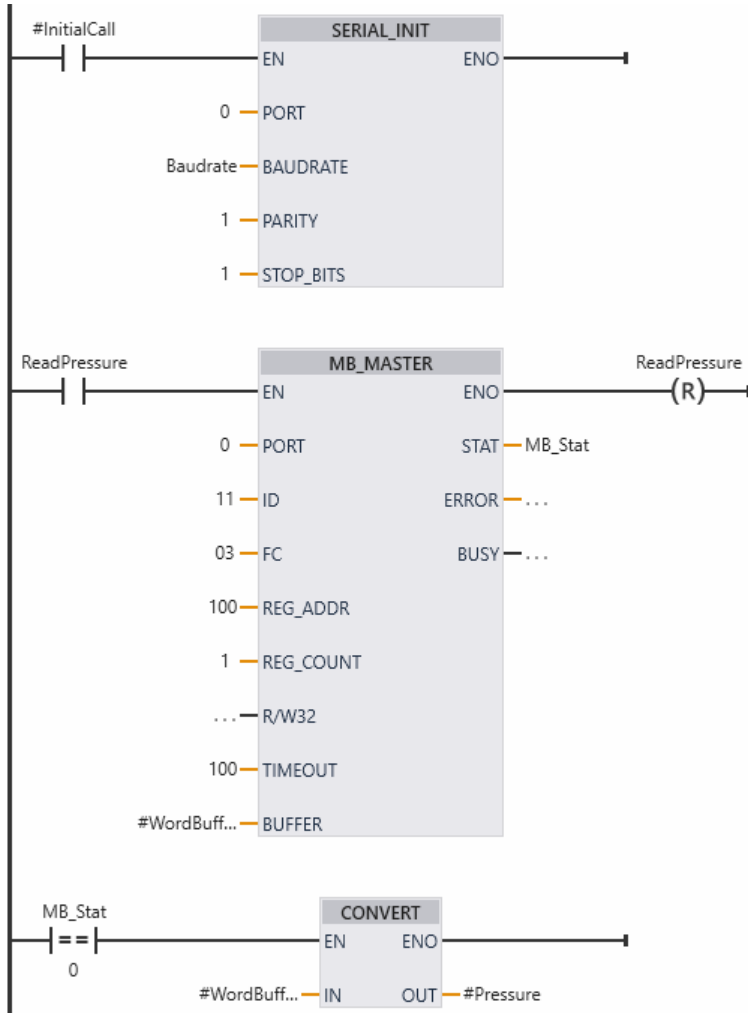 #InitialCall
SERIAL_INIT
EN ENO
0 PORT
Baudrate BAUDRATE
1 PARITY
1 STOP_BITS
ReadPressure MB_MASTER ReadPressure
EN ENO (R)
0 PORT STAT MB_Stat
11 ID ERROR ...
03 FC BUSY ...
100 REG_ADDR
1 REG_COUNT
... R/W32
100 TIMEOUT
#WordBuff... BUFFER
MB_Stat CONVERT
== EN ENO
0
#WordBuff... IN OUT #Pressure